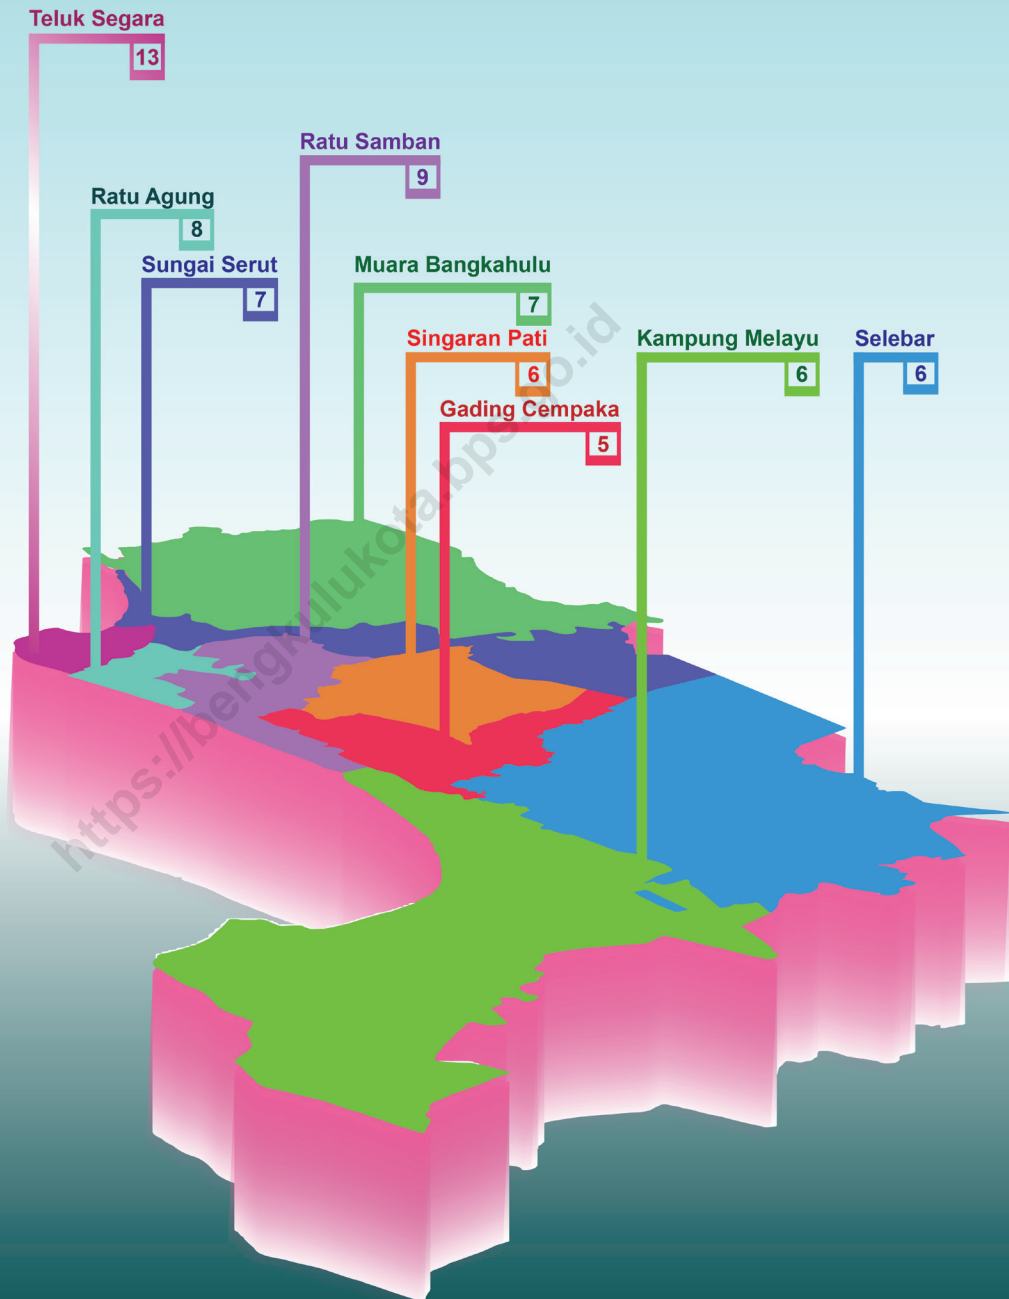 Teluk Segara
13
Ratu Samban
9
Ratu Agung
8
Sungai Serut
7
Muara Bangkahulu
7
Singaran Pati
6
Kampung Melayu
6
Selebar
6
Gading Cempaka
5
https://bengkulukota.bps.go.id